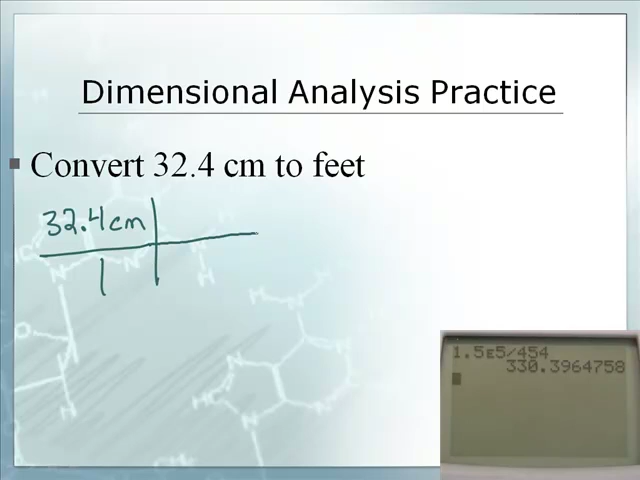 Dimensional Analysis Practice
Convert 32.4 cm to feet
32.4cm
1
1.5E5/454
330.3964758